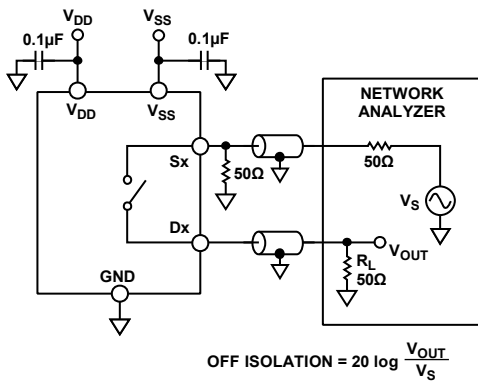 VDD
VSS
0.1µF
0.1µF
VDD
VSS
NETWORK
ANALYZER
Sx
50Ω
50Ω
VS
Dx
VOUT
RL
50Ω
GND
OFF ISOLATION = 20 log VOUT
VS